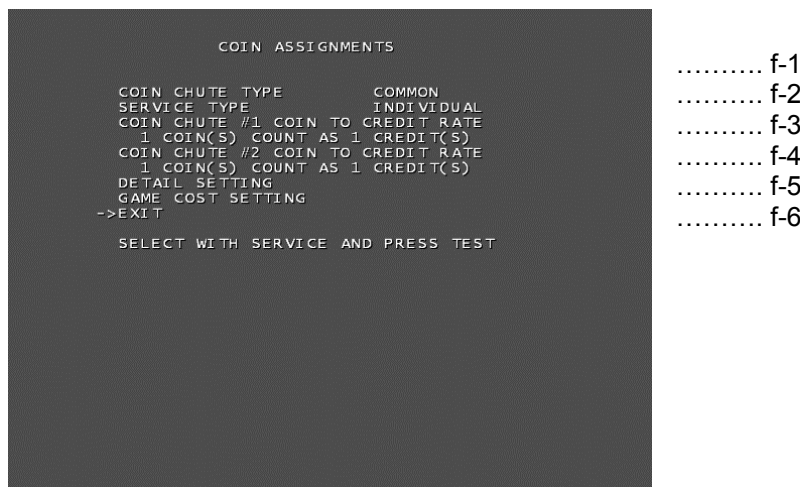 COIN ASSIGNMENTS
COIN CHUTE TYPE COMMON
SERVICE TYPE INDIVIDUAL
COIN CHUTE #1 COIN TO CREDIT RATE
1 COIN(S) COUNT AS 1 CREDIT(S)
COIN CHUTE #2 COIN TO CREDIT RATE
1 COIN(S) COUNT AS 1 CREDIT(S)
DETAIL SETTING
GAME COST SETTING
->EXIT
SELECT WITH SERVICE AND PRESS TEST
.......... f-1
.......... f-2
.......... f-3
.......... f-4
.......... f-5
.......... f-6